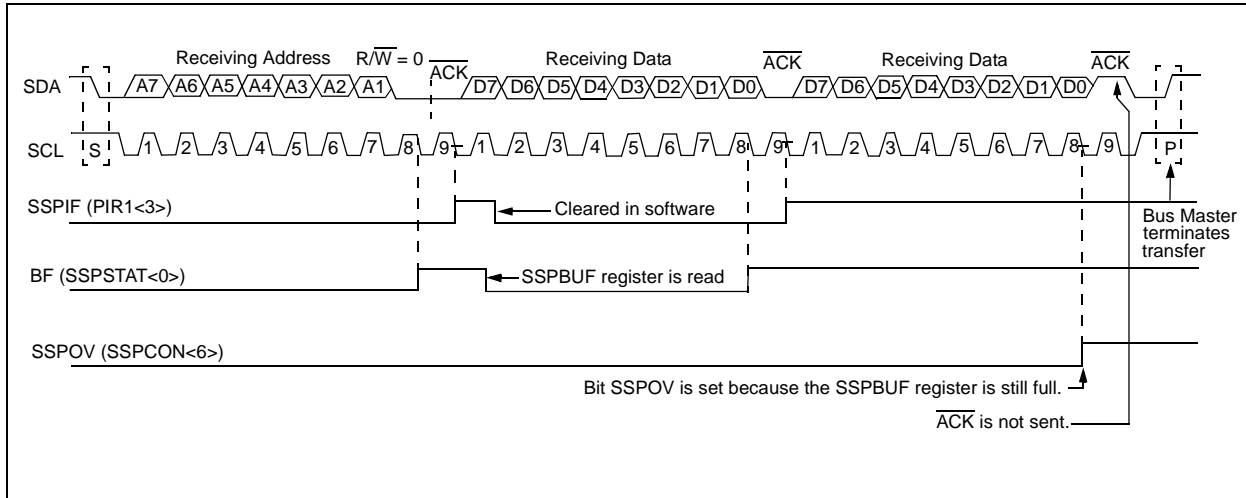 Receiving Address R/W̅ = 0 A̅C̅K̅ Receiving Data A̅C̅K̅ Receiving Data A̅C̅K̅
SDA A7 A6 A5 A4 A3 A2 A1 D7 D6 D5 D4 D3 D2 D1 D0 D7 D6 D5 D4 D3 D2 D1 D0
SCL S 1 2 3 4 5 6 7 8 9 1 2 3 4 5 6 7 8 9 1 2 3 4 5 6 7 8 9 P
SSPIF (PIR1<3>)
Cleared in software
Bus Master
terminates
transfer
BF (SSPSTAT<0>)
SSPBUF register is read
SSPOV (SSPCON<6>)
Bit SSPOV is set because the SSPBUF register is still full.
A̅C̅K̅ is not sent.